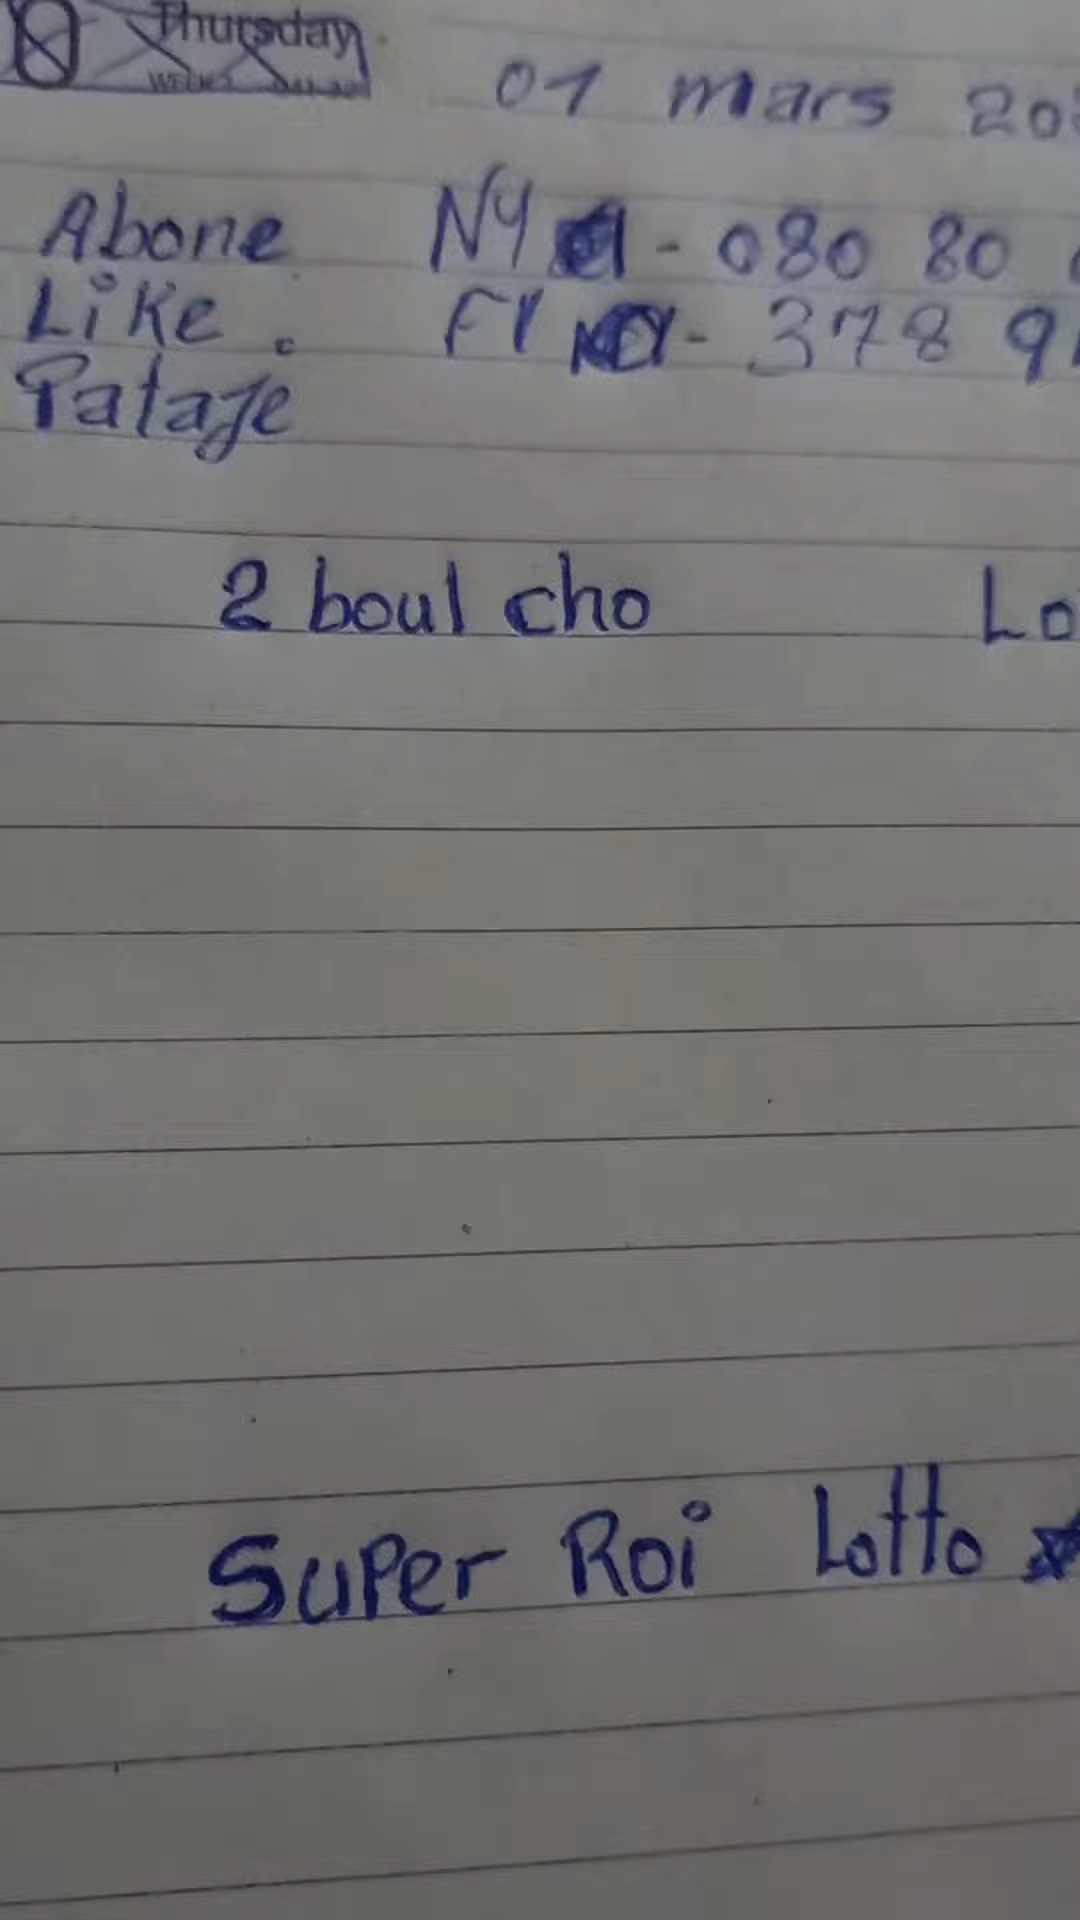 Thursday
01 mars 20
Abone NY - 080 80
Like. Fl - 378 9
Pataje
2 boul cho Lo
Super Roi Lotto